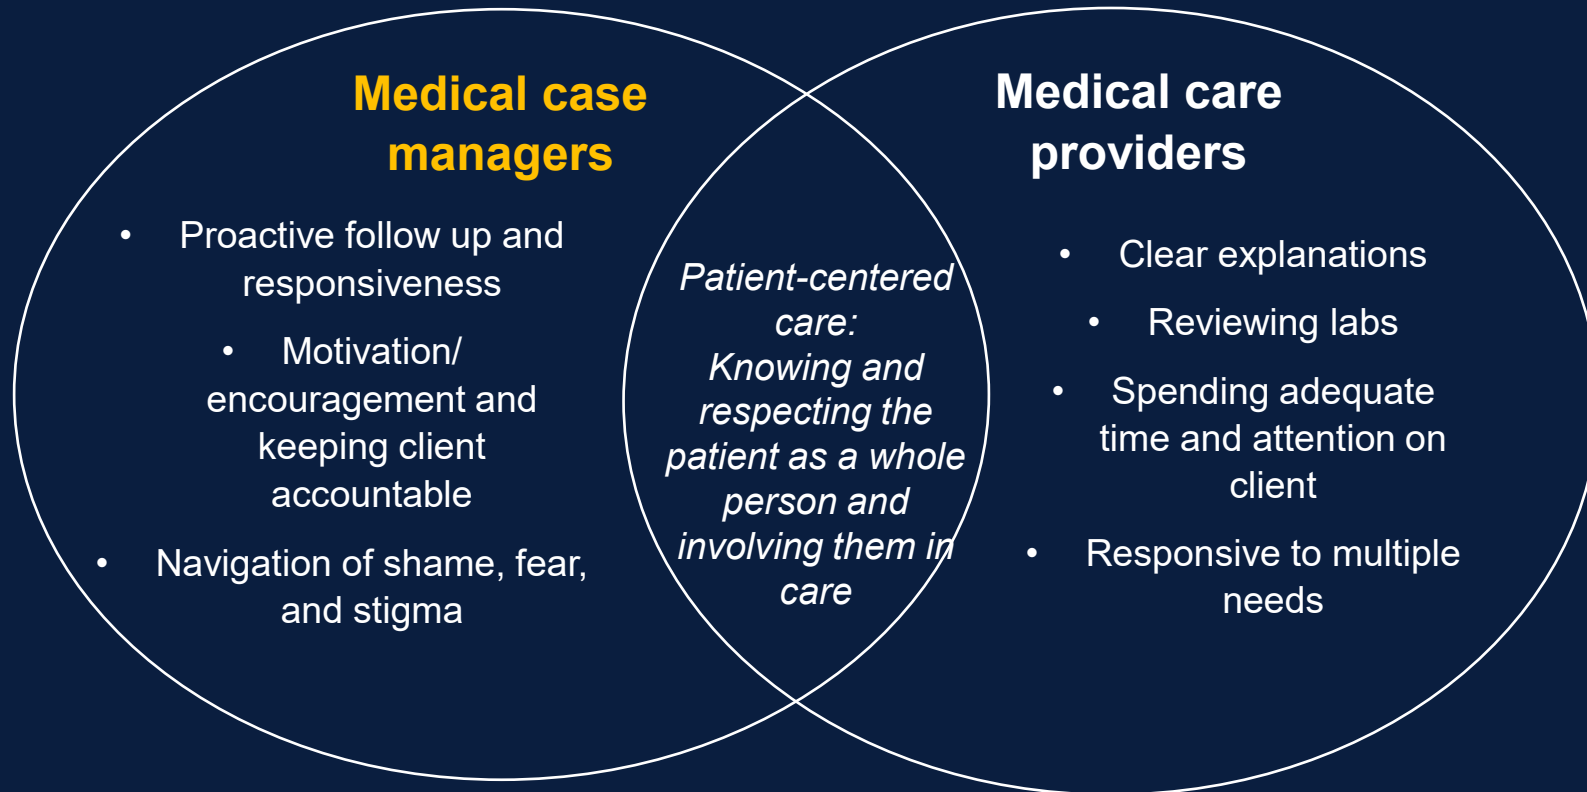 Medical case
managers
• Proactive follow up and
responsiveness
• Motivation/
encouragement and
keeping client
accountable
• Navigation of shame, fear,
and stigma
Patient-centered
care:
Knowing and
respecting the
patient as a whole
person and
involving them in
care
Medical care
providers
• Clear explanations
• Reviewing labs
• Spending adequate
time and attention on
client
• Responsive to multiple
needs